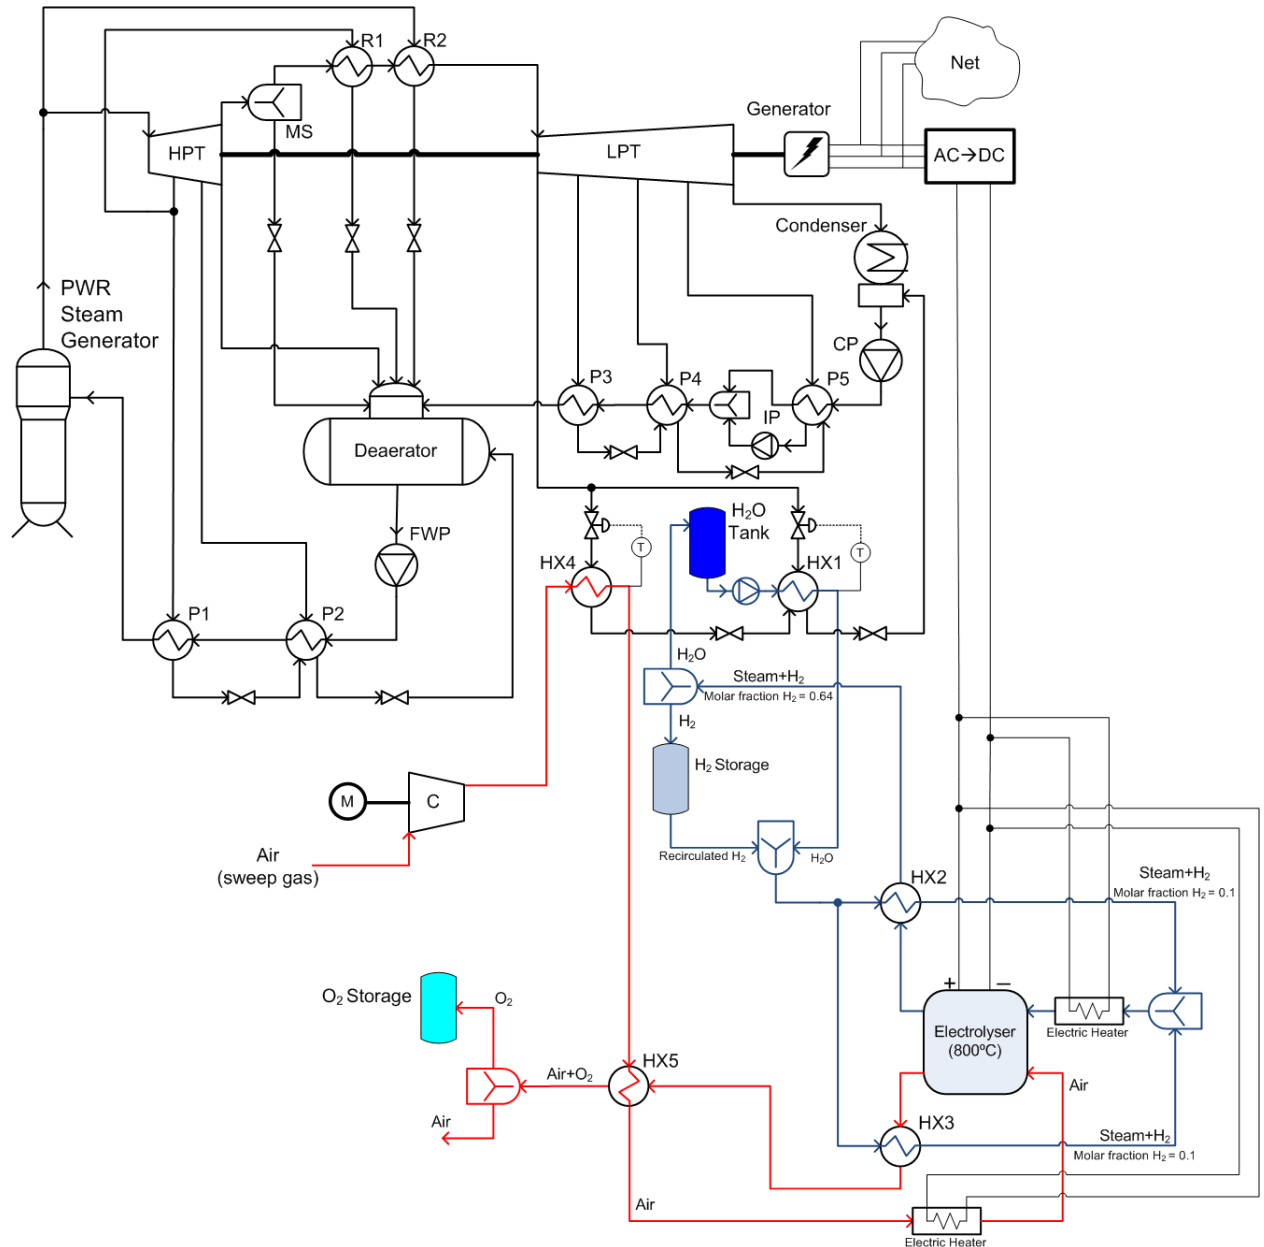 R1
R2
Net
Generator
MS
HPT
LPT
AC→DC
Condenser
PWR
Steam
Generator
CP
P3
P4
P5
IP
Deaerator
H₂O
Tank
FWP
T
T
HX4
HX1
P1
P2
H₂O
Steam+H₂
Molar fraction H₂ = 0.64
H₂
H₂ Storage
M
C
Air
(sweep gas)
Recirculated H₂
H₂O
HX2
Steam+H₂
Molar fraction H₂ = 0.1
O₂ Storage
O₂
+
−
Electrolyser
(800ºC)
Electric Heater
HX5
Air+O₂
Air
Air
HX3
Steam+H₂
Molar fraction H₂ = 0.1
Air
Electric Heater